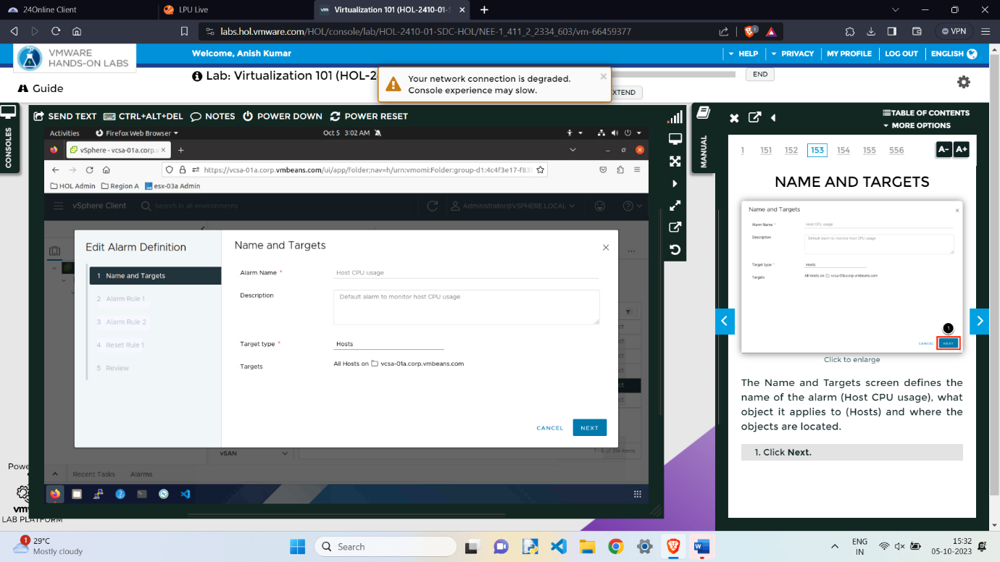 24Online Client
LPU Live
vm Virtualization 101 (HOL-2410-01-S
labs.hol.vmware.com/HOL/console/lab/HOL-2410-01-SDC-HOL/NEE-1_411_2_2334_603/vm-66459377
1
VPN
VMWARE
HANDS-ON LABS
Welcome, Anish Kumar
HELP
PRIVACY
MY PROFILE
LOG OUT
ENGLISH
Lab: Virtualization 101 (HOL-2
Your network connection is degraded.
Console experience may slow.
END
XTEND
Guide
CONSOLES
SEND TEXT
CTRL+ALT+DEL
NOTES
POWER DOWN
POWER RESET
Activities
Firefox Web Browser
Oct 5 3:02 AM
vSphere - vcsa-01a.corp.v
https://vcsa-01a.corp.vmbeans.com/ui/app/folder;nav=h/urn:vmomi:Folder:group-d1:4c4f3e17-f83
HOL Admin
Region A
esx-03a Admin
vSphere Client
Search in all environments
Administrator@VSPHERE.LOCAL
Edit Alarm Definition
1 Name and Targets
2 Alarm Rule 1
3 Alarm Rule 2
4 Reset Rule 1
5 Review
Name and Targets
Alarm Name *
Host CPU usage
Description
Default alarm to monitor host CPU usage
Target type *
Hosts
Targets
All Hosts on vcsa-01a.corp.vmbeans.com
CANCEL
NEXT
ct
ct
ct
ct
ct
ct
vSAN
1 - 6 of 314 items
Recent Tasks
Alarms
Powe
vmw
LAB PLATFORM
MANUAL
TABLE OF CONTENTS
MORE OPTIONS
1 151 152 153 154 155 556
A- A+
NAME AND TARGETS
Name and Targets
Alarm Name *
Host CPU usage
Description
Default alarm to monitor host CPU usage
Target type *
Hosts
Targets
All Hosts on vcsa-01a.corp.vmbeans.com
1
CANCEL
NEXT
Click to enlarge
The Name and Targets screen defines the
name of the alarm (Host CPU usage), what
object it applies to (Hosts) and where the
objects are located.
1. Click Next.
1
29°C
Mostly cloudy
Search
ENG
IN
15:32
05-10-2023